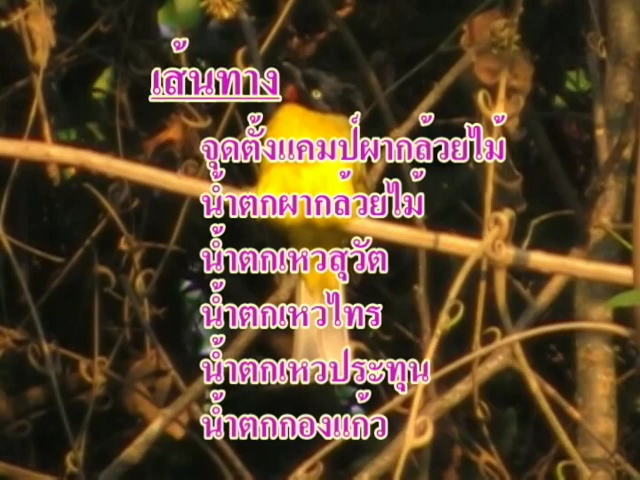 เส้นทาง
จุดตั้งแคมป์ผากล้วยไม้
น้ำตกผากล้วยไม้
น้ำตกเหวสุวัต
น้ำตกเหวไทร
น้ำตกเหวประทุน
น้ำตกกองแก้ว